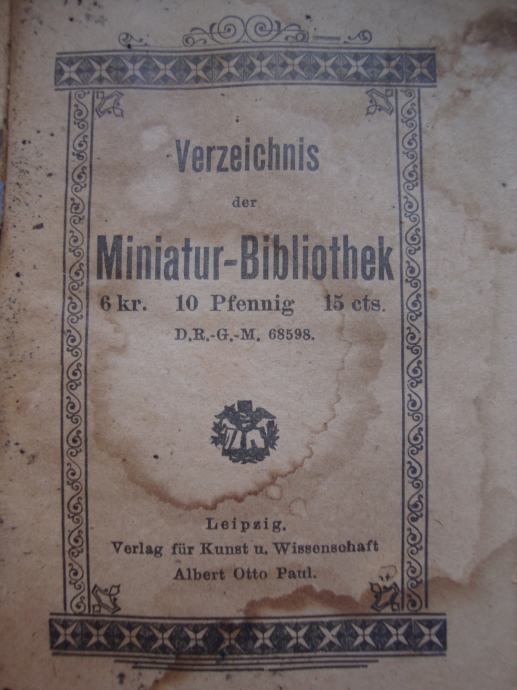 Verzeichnis
der
Miniatur-Bibliothek
6 kr. 10 Pfennig 15 cts.
D.R.-G.-M. 68598.
Leipzig.
Verlag für Kunst u. Wissenschaft
Albert Otto Paul.